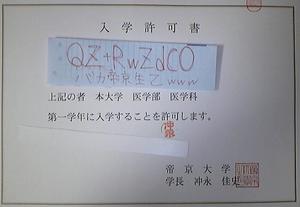 入学許可書
QZ+RwZdCO
バカ帝京生乙www
上記の者 本大学 医学部 医学科
第一学年に入学することを許可します。
帝京大学
学長 冲永 佳史